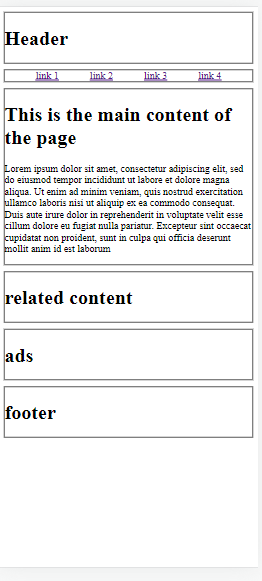 Header
link 1 link 2 link 3 link 4
This is the main content of
the page
Lorem ipsum dolor sit amet, consectetur adipiscing elit, sed
do eiusmod tempor incididunt ut labore et dolore magna
aliqua. Ut enim ad minim veniam, quis nostrud exercitation
ullamco laboris nisi ut aliquip ex ea commodo consequat.
Duis aute irure dolor in reprehenderit in voluptate velit esse
cillum dolore eu fugiat nulla pariatur. Excepteur sint occaecat
cupidatat non proident, sunt in culpa qui officia deserunt
mollit anim id est laborum
related content
ads
footer